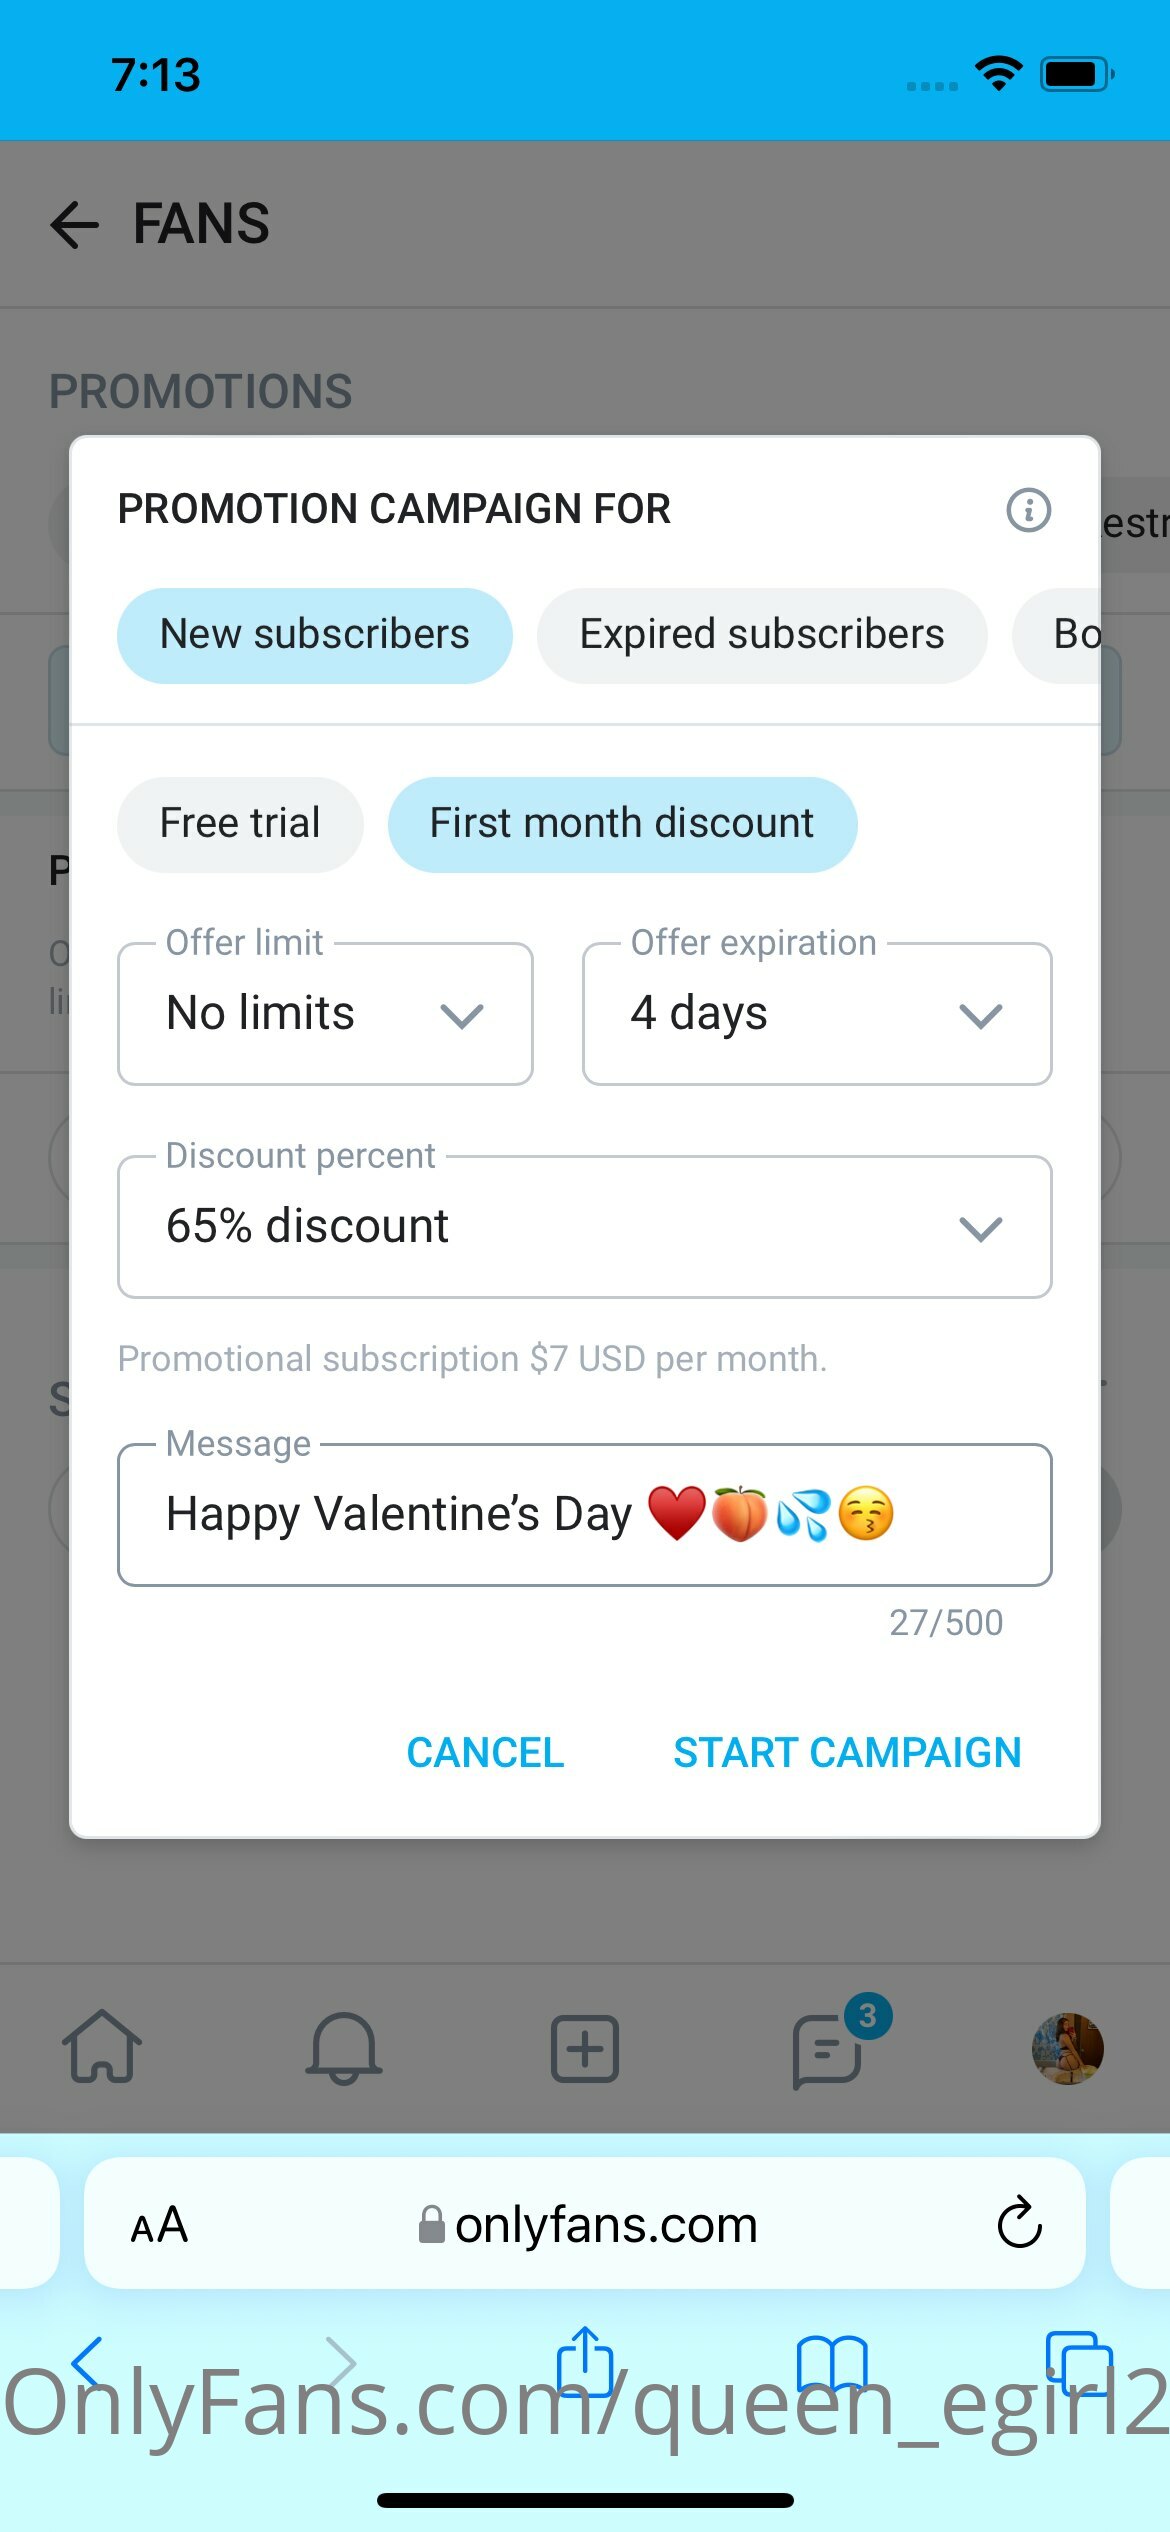 7:13
FANS
PROMOTIONS
PROMOTION CAMPAIGN FOR
New subscribers
Expired subscribers
Bo
Free trial
First month discount
Offer limit
No limits
Offer expiration
4 days
Discount percent
65% discount
Promotional subscription $7 USD per month.
Message
Happy Valentine’s Day ♥️🍑💦😚
27/500
CANCEL
START CAMPAIGN
3
AA
onlyfans.com
OnlyFans.com/queen_egirl2